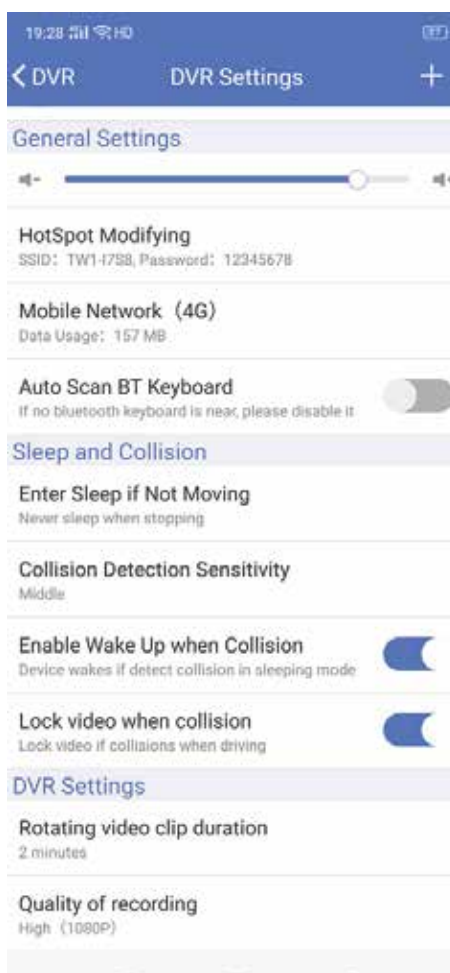 19:28 HD
DVR
DVR Settings
General Settings
HotSpot Modifying
SSID: TW1-I7S8, Password: 12345678
Mobile Network (4G)
Data Usage: 157 MB
Auto Scan BT Keyboard
If no bluetooth keyboard is near, please disable it
Sleep and Collision
Enter Sleep if Not Moving
Never sleep when stopping
Collision Detection Sensitivity
Middle
Enable Wake Up when Collision
Device wakes if detect collision in sleeping mode
Lock video when collision
Lock video if collisions when driving
DVR Settings
Rotating video clip duration
2 minutes
Quality of recording
High (1080P)